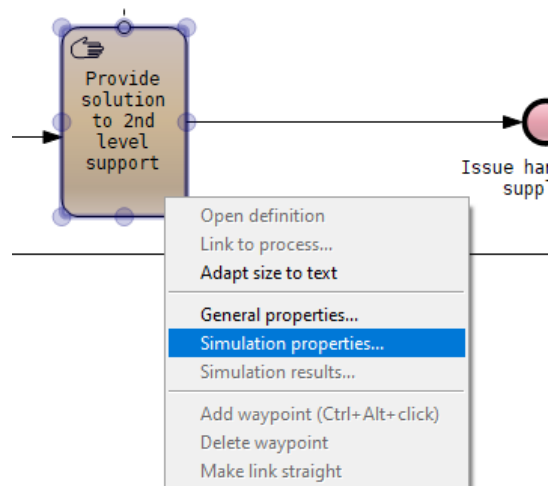 Provide
solution
to 2nd
level
support
Issue
Open definition
Link to process...
Adapt size to text
General properties...
Simulation properties...
Simulation results...
Add waypoint (Ctrl+Alt+click)
Delete waypoint
Make link straight